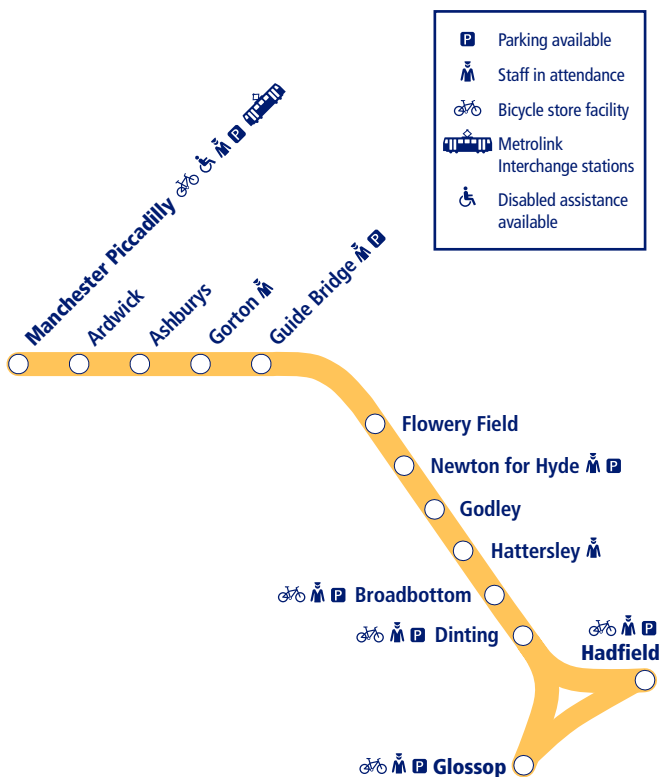 P Parking available
Staff in attendance
Bicycle store facility
Metrolink
Interchange stations
Disabled assistance
available
Manchester Piccadilly P
Ardwick
Ashburys
Gorton
Guide Bridge P
Flowery Field
Newton for Hyde P
Godley
Hattersley
P Broadbottom
P Dinting
P
Hadfield
P Glossop